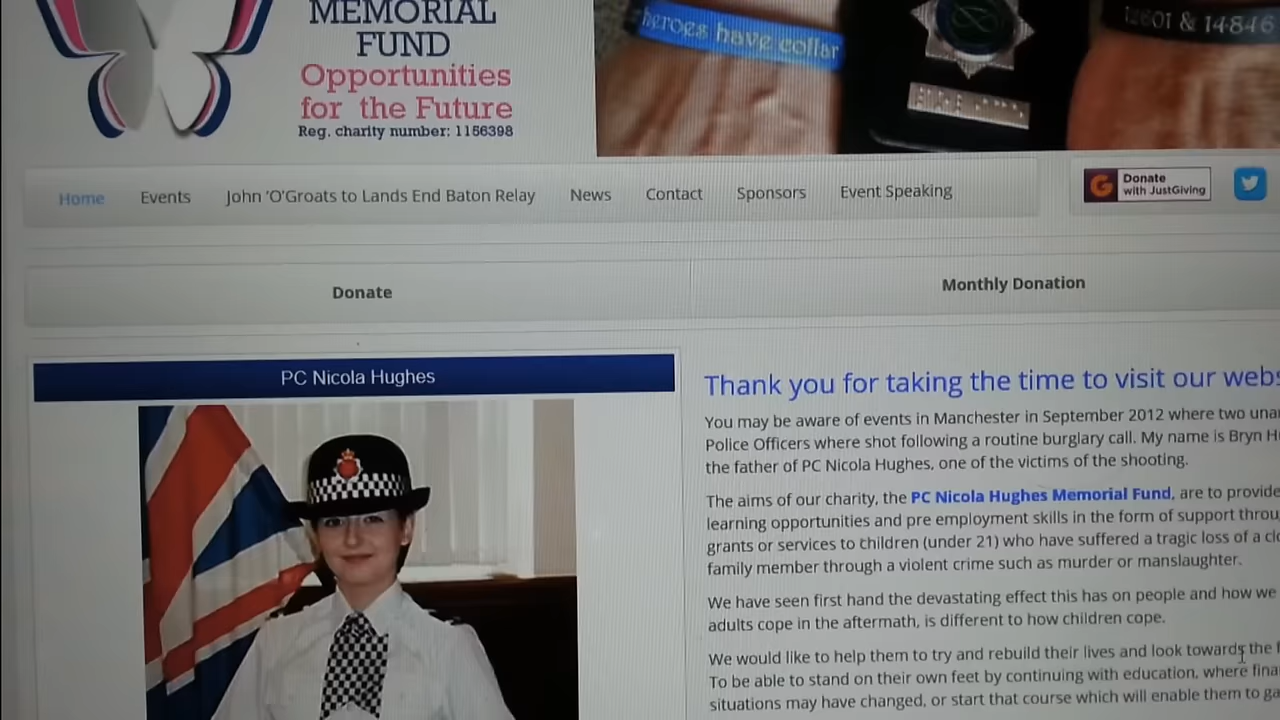 MEMORIAL
FUND
Opportunities
for the Future
Reg. charity number: 1156398
heroes have collar
12601 & 14846
Home
Events
John 'O'Groats to Lands End Baton Relay
News
Contact
Sponsors
Event Speaking
Donate
with JustGiving
Donate
Monthly Donation
PC Nicola Hughes
Thank you for taking the time to visit our webs
You may be aware of events in Manchester in September 2012 where two una
Police Officers where shot following a routine burglary call. My name is Bryn H
the father of PC Nicola Hughes, one of the victims of the shooting.
The aims of our charity, the PC Nicola Hughes Memorial Fund, are to provide
learning opportunities and pre employment skills in the form of support throu
grants or services to children (under 21) who have suffered a tragic loss of a clo
family member through a violent crime such as murder or manslaughter.
We have seen first hand the devastating effect this has on people and how we
adults cope in the aftermath, is different to how children cope.
We would like to help them to try and rebuild their lives and look towards the f
To be able to stand on their own feet by continuing with education, where fina
situations may have changed, or start that course which will enable them to ga